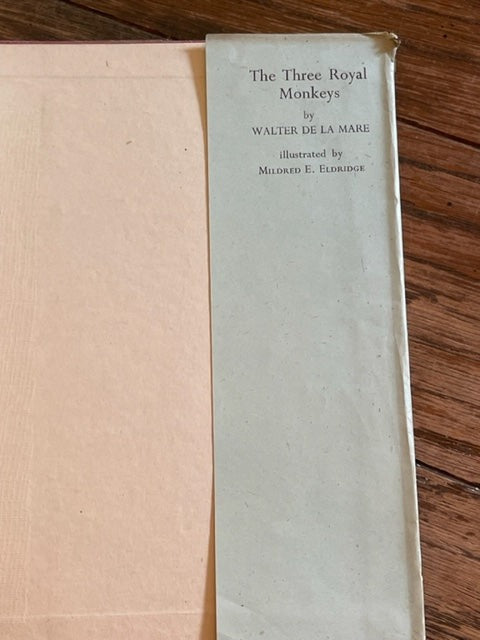 The Three Royal
Monkeys
by
WALTER DE LA MARE
illustrated by
MILDRED E. ELDRIDGE